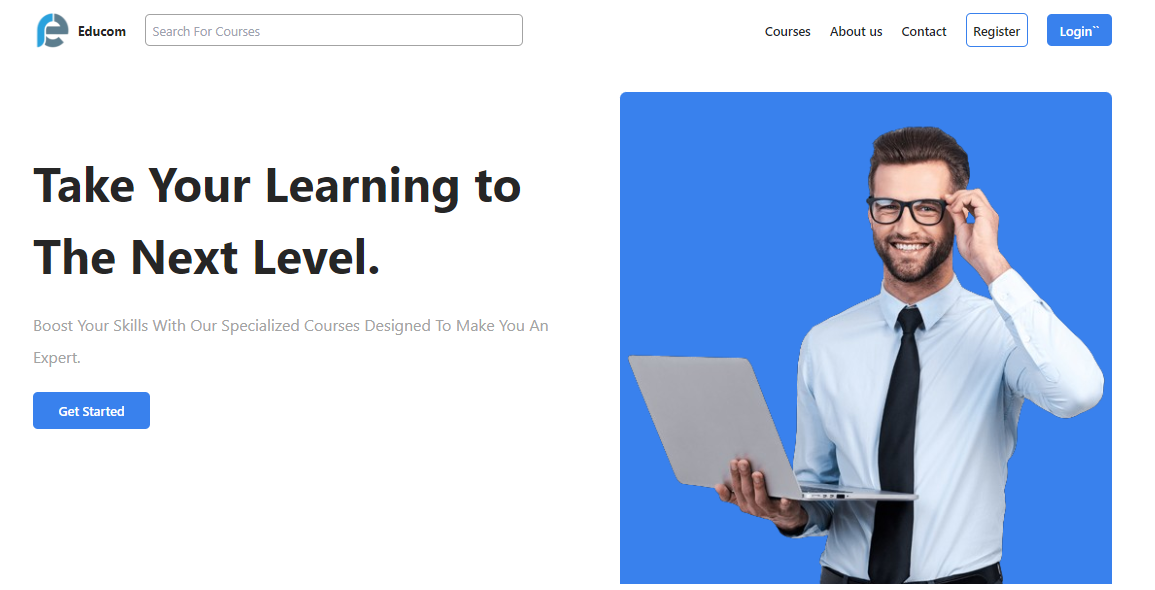 Educom
Search For Courses
Courses
About us
Contact
Register
Login``
Take Your Learning to
The Next Level.
Boost Your Skills With Our Specialized Courses Designed To Make You An
Expert.
Get Started